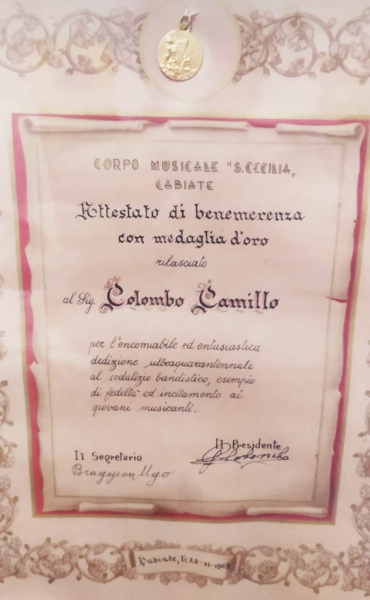 CORPO MUSICALE "S. CECILIA"
CABIATE
Attestato di benemerenza
con medaglia d'oro
rilasciato
al Sig. Colombo Camillo
per l'encomiabile ed entusiastica
dedizione ultraquarantennale
al sodalizio bandistico, esempio
di fedeltà ed incitamento ai
giovani musicanti.
Il Segretario
Il Presidente
Cabiate, li 22-11-